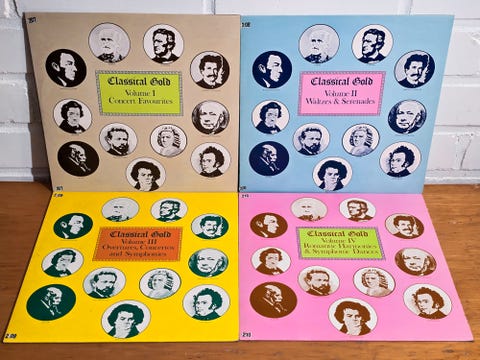 Classical Gold
Volume I
Concert Favourites
Classical Gold
Volume II
Waltzes & Serenades
Classical Gold
Volume III
Overtures, Concertos
and Symphonies
Classical Gold
Volume IV
Romantic Harmonies
& Symphonic Dances